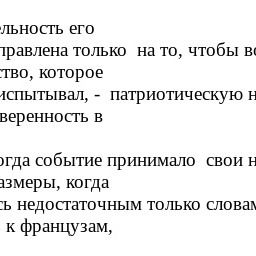 ельность его
правлена только на то, чтобы во
ство, которое
испытывал, - патриотическую н
веренность в
огда событие принимало свои н
азмеры, когда
сь недостаточным только словам
к французам,